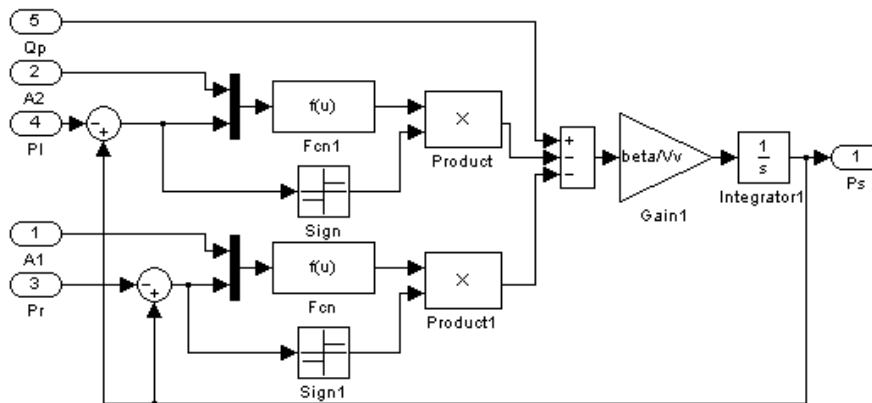 5
Qp
2
A2
4
Pl
-
+
f(u)
Fcn1
×
Product
Sign
1
A1
3
Pr
-
+
f(u)
Fcn
×
Product1
Sign1
+
-
-
beta/Vv
Gain1
1
s
Integrator1
1
Ps